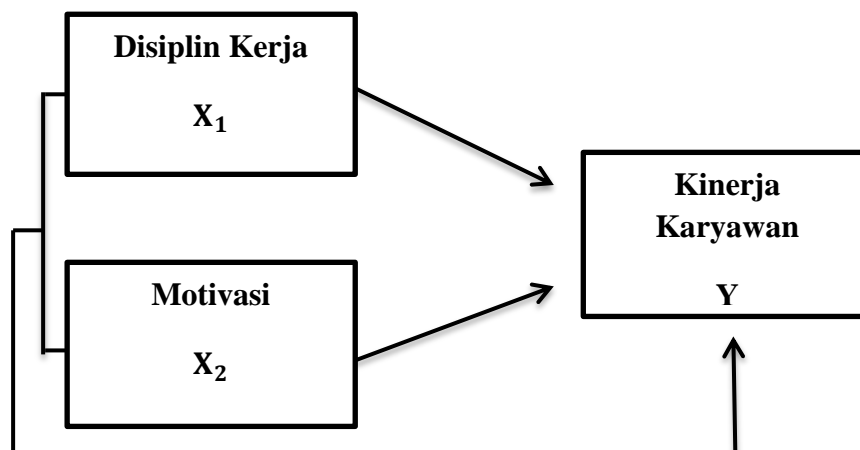 Disiplin Kerja
X₁
Motivasi
X₂
Kinerja
Karyawan
Y